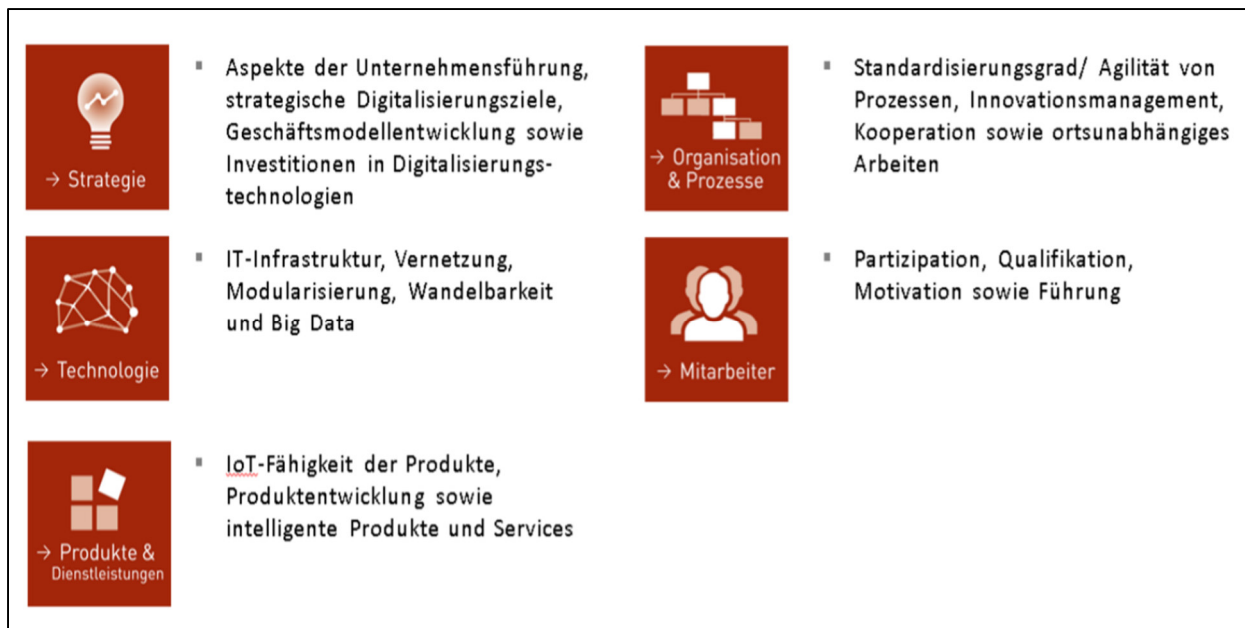 → Strategie
▪ Aspekte der Unternehmensführung,
strategische Digitalisierungsziele,
Geschäftsmodellentwicklung sowie
Investitionen in Digitalisierungs-
technologien
→ Technologie
▪ IT-Infrastruktur, Vernetzung,
Modularisierung, Wandelbarkeit
und Big Data
→ Produkte &
Dienstleistungen
▪ IoT-Fähigkeit der Produkte,
Produktentwicklung sowie
intelligente Produkte und Services
→ Organisation
& Prozesse
▪ Standardisierungsgrad/ Agilität von
Prozessen, Innovationsmanagement,
Kooperation sowie ortsunabhängiges
Arbeiten
→ Mitarbeiter
▪ Partizipation, Qualifikation,
Motivation sowie Führung